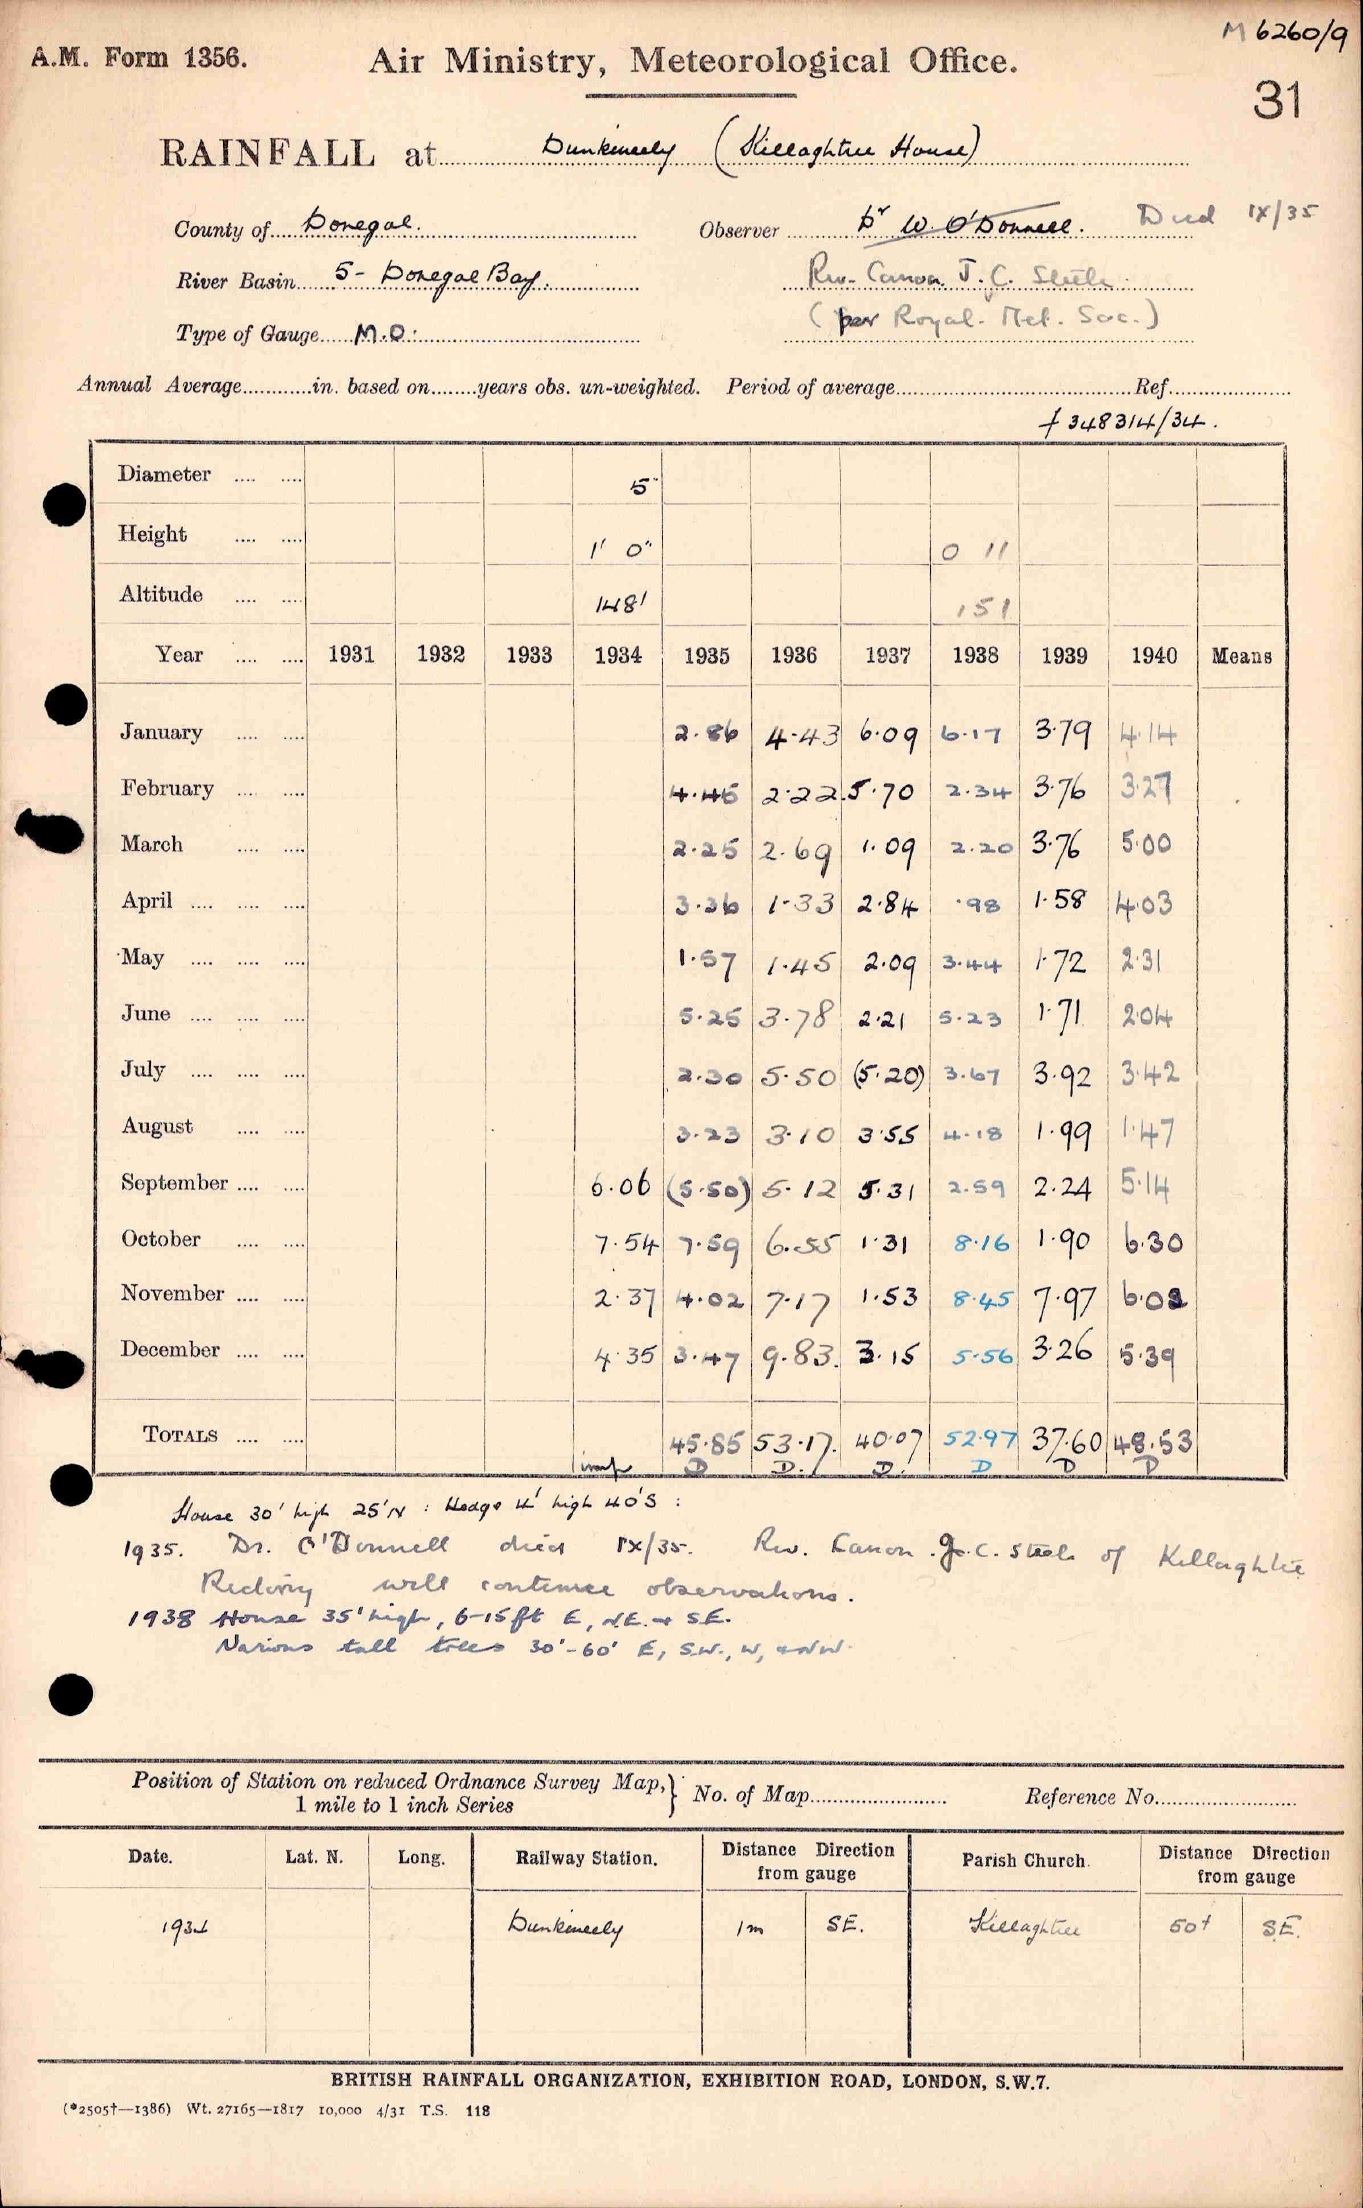 M 6260/9
A.M. Form 1356. Air Ministry, Meteorological Office.
31
RAINFALL at Dunkineely (Killaghtee House)
County of Donegal. Observer Dr W. O'Donnell. Died IX/35
River Basin 5 - Donegal Bay. Rev. Canon J. C. Steele
Type of Gauge M.O. (per Royal. Met. Soc.)
Annual Average in. based on years obs. un-weighted. Period of average Ref.
f 348314/34.
Diameter 5"
Height 1' 0" 0 11
Altitude 148' 151
Year 1931 1932 1933 1934 1935 1936 1937 1938 1939 1940 Means
January 2.86 4.43 6.09 6.17 3.79 4.14
February 4.45 2.22 5.70 2.34 3.76 3.27
March 2.25 2.69 1.09 2.20 3.76 5.00
April 3.36 1.33 2.84 .98 1.58 4.03
May 1.57 1.45 2.09 3.44 1.72 2.31
June 5.25 3.78 2.21 5.23 1.71 2.04
July 2.30 5.50 (5.20) 3.67 3.92 3.42
August 3.23 3.10 3.55 4.18 1.99 1.47
September 6.06 (5.50) 5.12 5.31 2.59 2.24 5.14
October 7.54 7.59 6.55 1.31 8.16 1.90 6.30
November 2.37 4.02 7.17 1.53 8.45 7.97 6.02
December 4.35 3.47 9.83 3.15 5.56 3.26 5.39
TOTALS 45.85 53.17 40.07 52.97 37.60 48.53
D D. D. D D D
House 30' high 25'N : Hedge 4' high 40'S :
1935. Dr. O'Donnell died IX/35. Rev. Canon J.C. Steele of Killaghtee
Rectory will continue observations.
1938 House 35' high, 6-15ft E, N.E. + S.E.
Various tall trees 30'-60' E, S.W., W, + NW.
Position of Station on reduced Ordnance Survey Map, } No. of Map Reference No.
1 mile to 1 inch Series
Date. Lat. N. Long. Railway Station. Distance Direction from gauge Parish Church. Distance Direction from gauge
1934 Dunkineely 1m SE. Killaghtee 50+ S.E.
BRITISH RAINFALL ORGANIZATION, EXHIBITION ROAD, LONDON, S.W.7.
(*2505†—1386) Wt. 27165—1817 10,000 4/31 T.S. 118